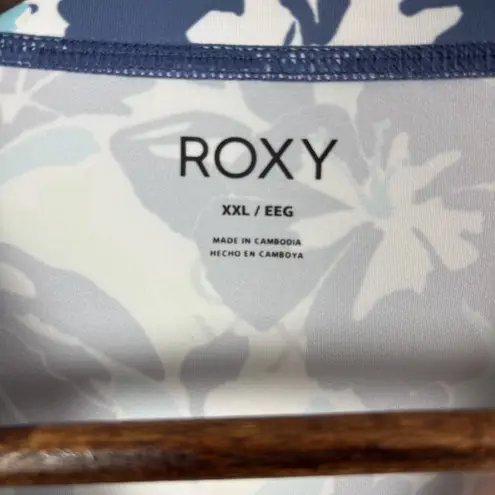 ROXY
XXL / EEG
MADE IN CAMBODIA
HECHO EN CAMBOYA